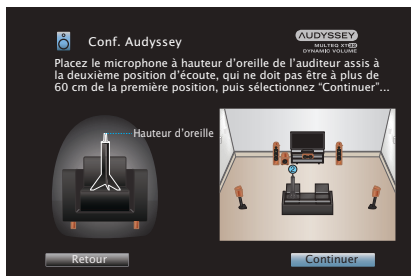 Conf. Audyssey
AUDYSSEY
MULTEQ XT32
DYNAMIC VOLUME
Placez le microphone à hauteur d'oreille de l'auditeur assis à
la deuxième position d'écoute, qui ne doit pas être à plus de
60 cm de la première position, puis sélectionnez “Continuer”...
Hauteur d'oreille
2
Retour
Continuer